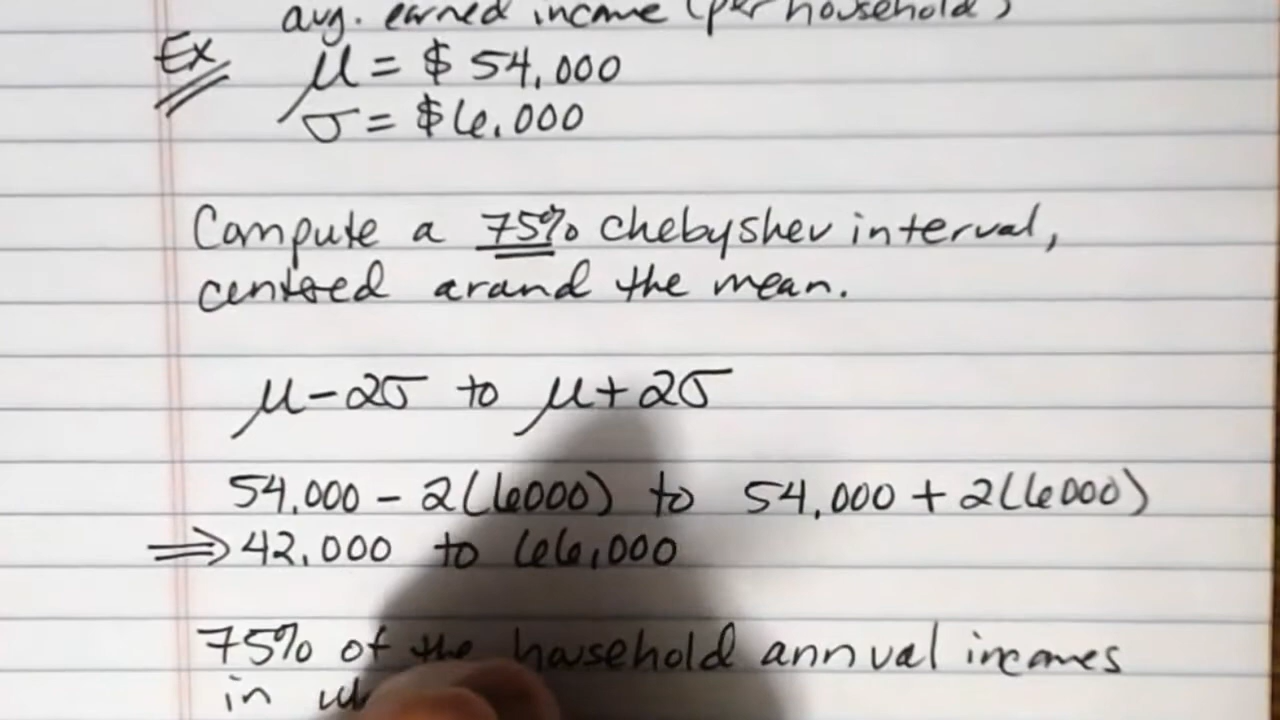 avg. earned income (per household)
Ex μ = $ 54,000
σ = $6,000
Compute a 75% chebyshev interval,
centered around the mean.
μ-2σ to μ+2σ
54,000 - 2(6000) to 54,000 + 2(6000)
⇒ 42,000 to 66,000
75% of the household annual incomes
in